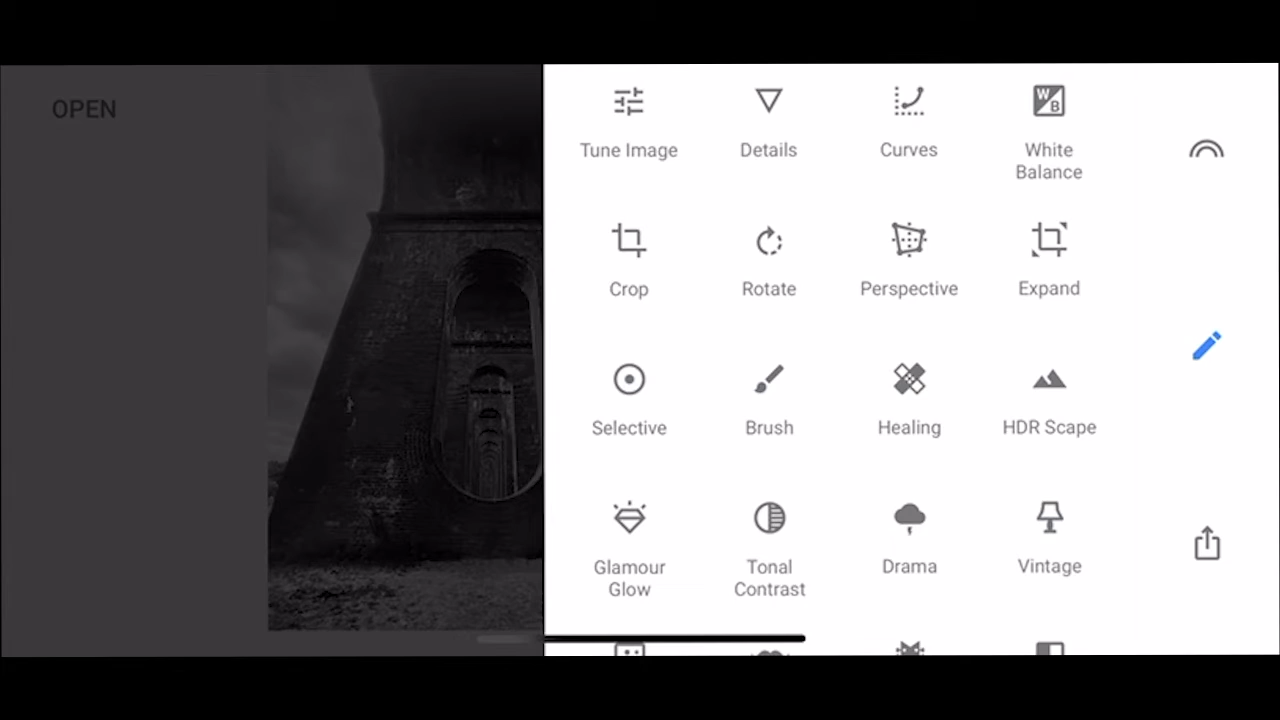 OPEN
Tune Image
Details
Curves
White
Balance
Crop
Rotate
Perspective
Expand
Selective
Brush
Healing
HDR Scape
Glamour
Glow
Tonal
Contrast
Drama
Vintage